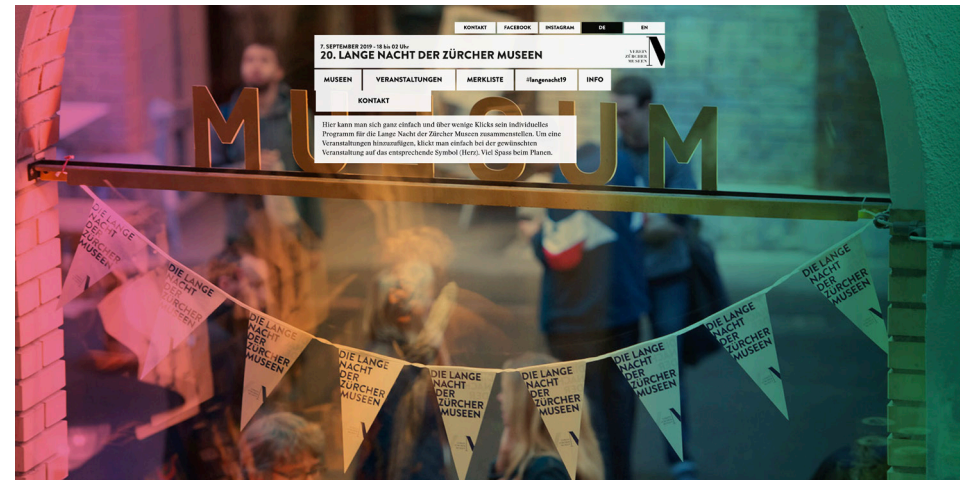 KONTAKT
FACEBOOK
INSTAGRAM
DE
EN
7. SEPTEMBER 2019 - 18 bis 02 Uhr
20. LANGE NACHT DER ZÜRCHER MUSEEN
VEREIN
ZÜRCHER
MUSEEN
MUSEEN
VERANSTALTUNGEN
MERKLISTE
#langenacht19
INFO
KONTAKT
Hier kann man sich ganz einfach und über wenige Klicks sein individuelles
Programm für die Lange Nacht der Zürcher Museen zusammenstellen. Um eine
Veranstaltungen hinzuzufügen, klickt man einfach bei der gewünschten
Veranstaltung auf das entsprechende Symbol (Herz). Viel Spass beim Planen.
MUSEUM
DIE LANGE
NACHT
DER
ZÜRCHER
MUSEEN
DIE LANGE
NACHT
DER
ZÜRCHER
MUSEEN
DIE LANGE
NACHT
DER
ZÜRCHER
MUSEEN
DIE LANGE
NACHT
DER
ZÜRCHER
MUSEEN
DIE LANGE
NACHT
DER
ZÜRCHER
MUSEEN
DIE LANGE
NACHT
DER
ZÜRCHER
MUSEEN
DIE LANGE
NACHT
DER
ZÜRCHER
MUSEEN
DIE LANGE
NACHT
DER
ZÜRCHER
MUSEEN
DIE LANGE
NACHT
DER
ZÜRCHER
MUSEEN